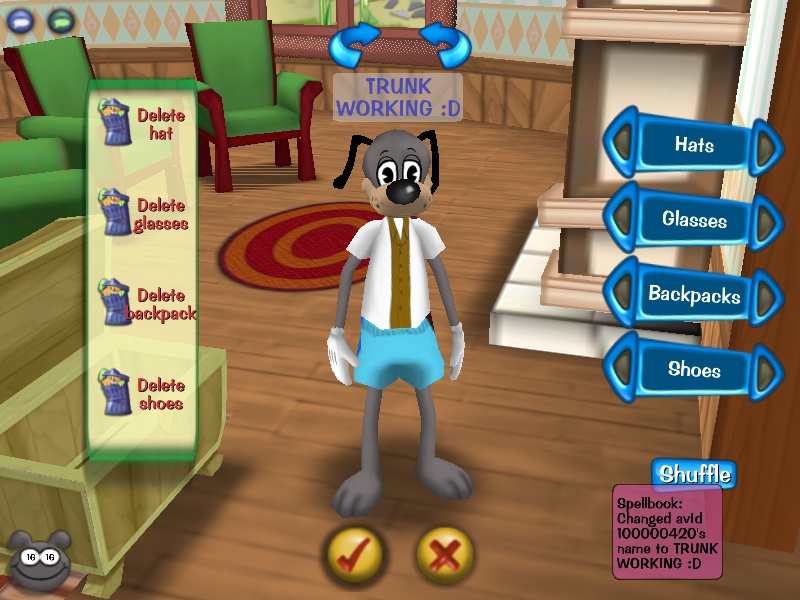 TRUNK
WORKING :D
Delete
hat
Delete
glasses
Delete
backpack
Delete
shoes
Hats
Glasses
Backpacks
Shoes
Shuffle
Spellbook:
Changed avId
100000420's
name to TRUNK
WORKING :D
16 16